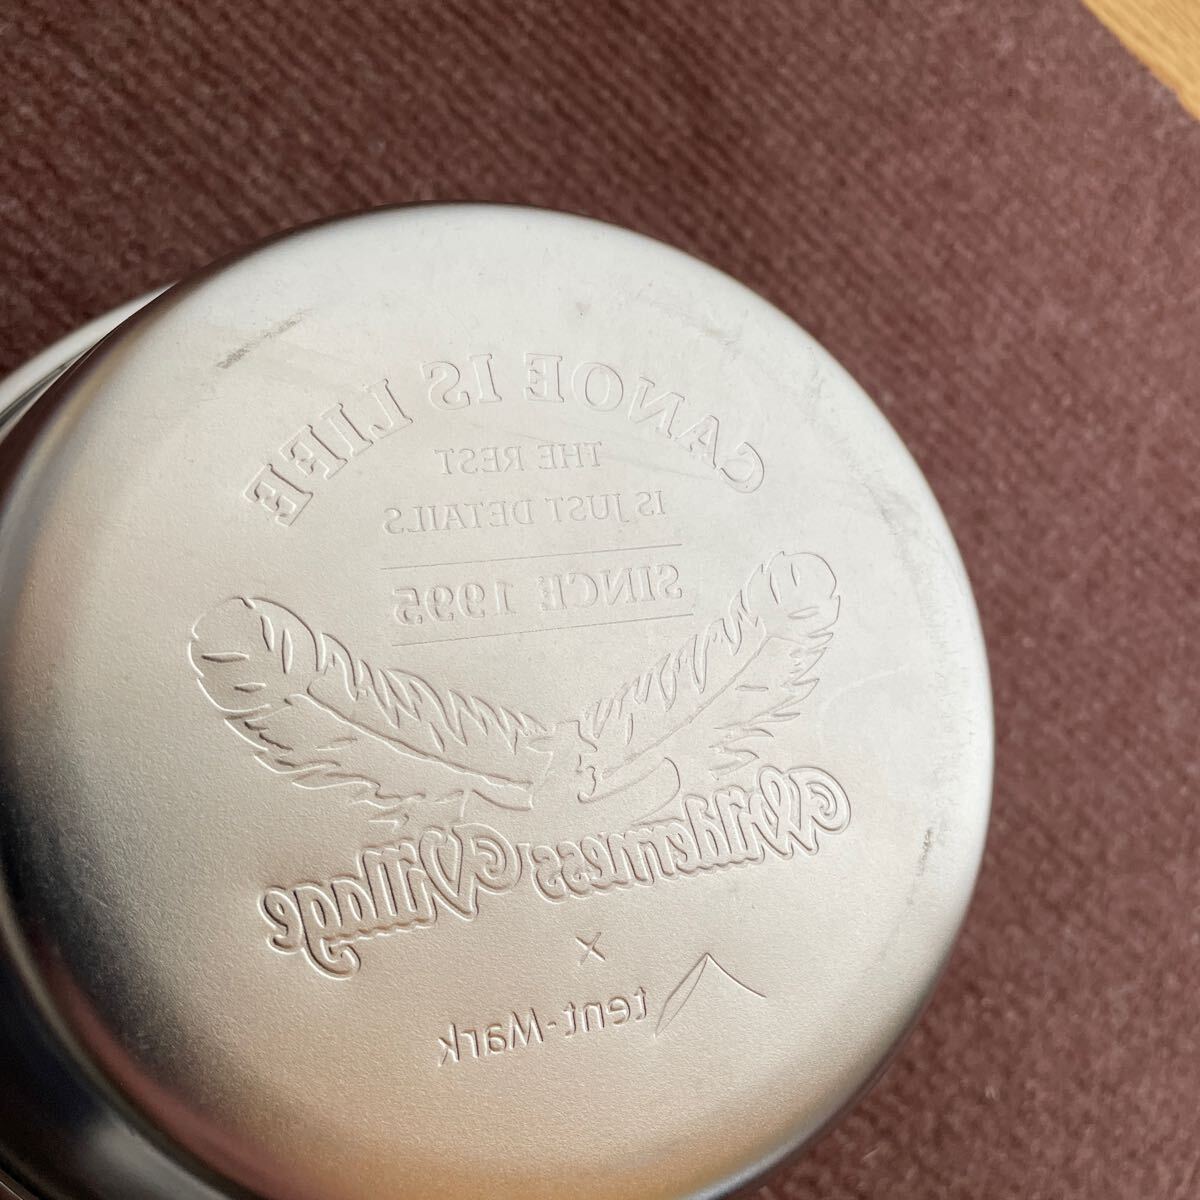 CANOE IS LIFE
THE REST
IS JUST DETAILS
SINCE 1995
Wilderness Village
×
tent-Mark